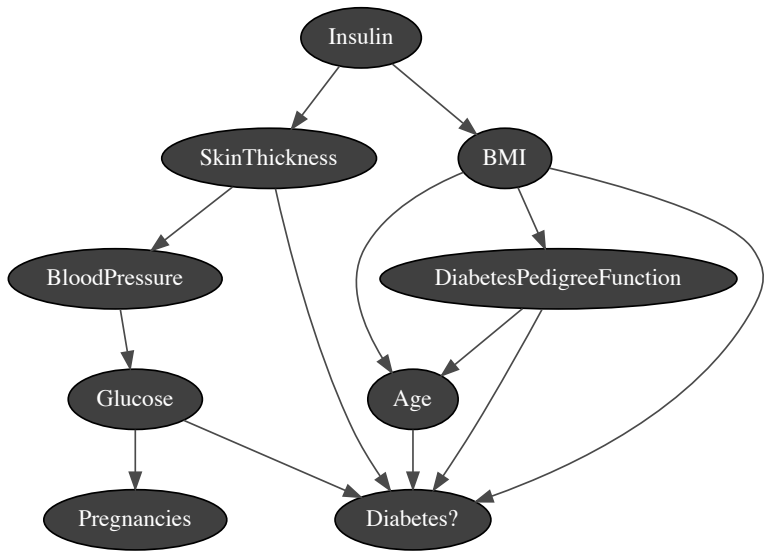 Insulin
SkinThickness
BMI
BloodPressure
DiabetesPedigreeFunction
Glucose
Age
Pregnancies
Diabetes?